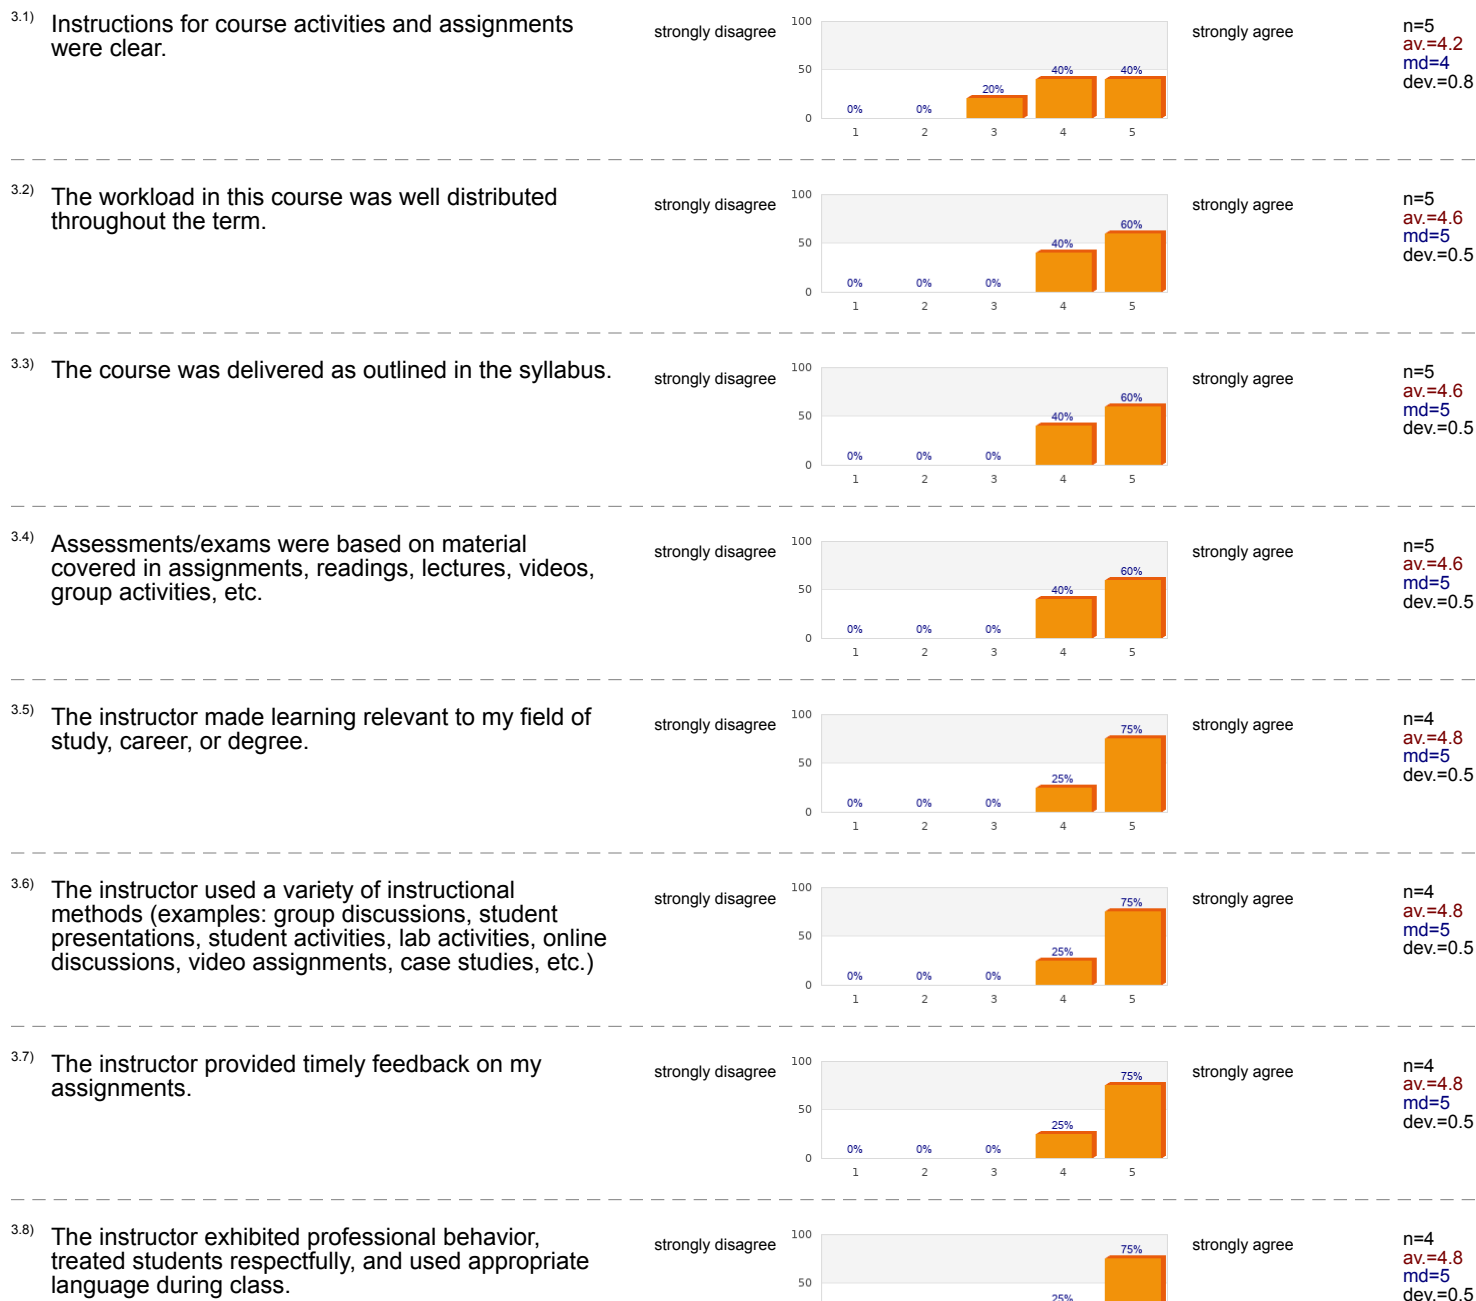 3.1) Instructions for course activities and assignments
were clear.
strongly disagree
100
50
0
0%
0%
20%
40%
40%
1 2 3 4 5
strongly agree
n=5
av.=4.2
md=4
dev.=0.8
3.2) The workload in this course was well distributed
throughout the term.
strongly disagree
100
50
0
0%
0%
0%
40%
60%
1 2 3 4 5
strongly agree
n=5
av.=4.6
md=5
dev.=0.5
3.3) The course was delivered as outlined in the syllabus.
strongly disagree
100
50
0
0%
0%
0%
40%
60%
1 2 3 4 5
strongly agree
n=5
av.=4.6
md=5
dev.=0.5
3.4) Assessments/exams were based on material
covered in assignments, readings, lectures, videos,
group activities, etc.
strongly disagree
100
50
0
0%
0%
0%
40%
60%
1 2 3 4 5
strongly agree
n=5
av.=4.6
md=5
dev.=0.5
3.5) The instructor made learning relevant to my field of
study, career, or degree.
strongly disagree
100
50
0
0%
0%
0%
25%
75%
1 2 3 4 5
strongly agree
n=4
av.=4.8
md=5
dev.=0.5
3.6) The instructor used a variety of instructional
methods (examples: group discussions, student
presentations, student activities, lab activities, online
discussions, video assignments, case studies, etc.)
strongly disagree
100
50
0
0%
0%
0%
25%
75%
1 2 3 4 5
strongly agree
n=4
av.=4.8
md=5
dev.=0.5
3.7) The instructor provided timely feedback on my
assignments.
strongly disagree
100
50
0
0%
0%
0%
25%
75%
1 2 3 4 5
strongly agree
n=4
av.=4.8
md=5
dev.=0.5
3.8) The instructor exhibited professional behavior,
treated students respectfully, and used appropriate
language during class.
strongly disagree
100
50
25%
75%
strongly agree
n=4
av.=4.8
md=5
dev.=0.5